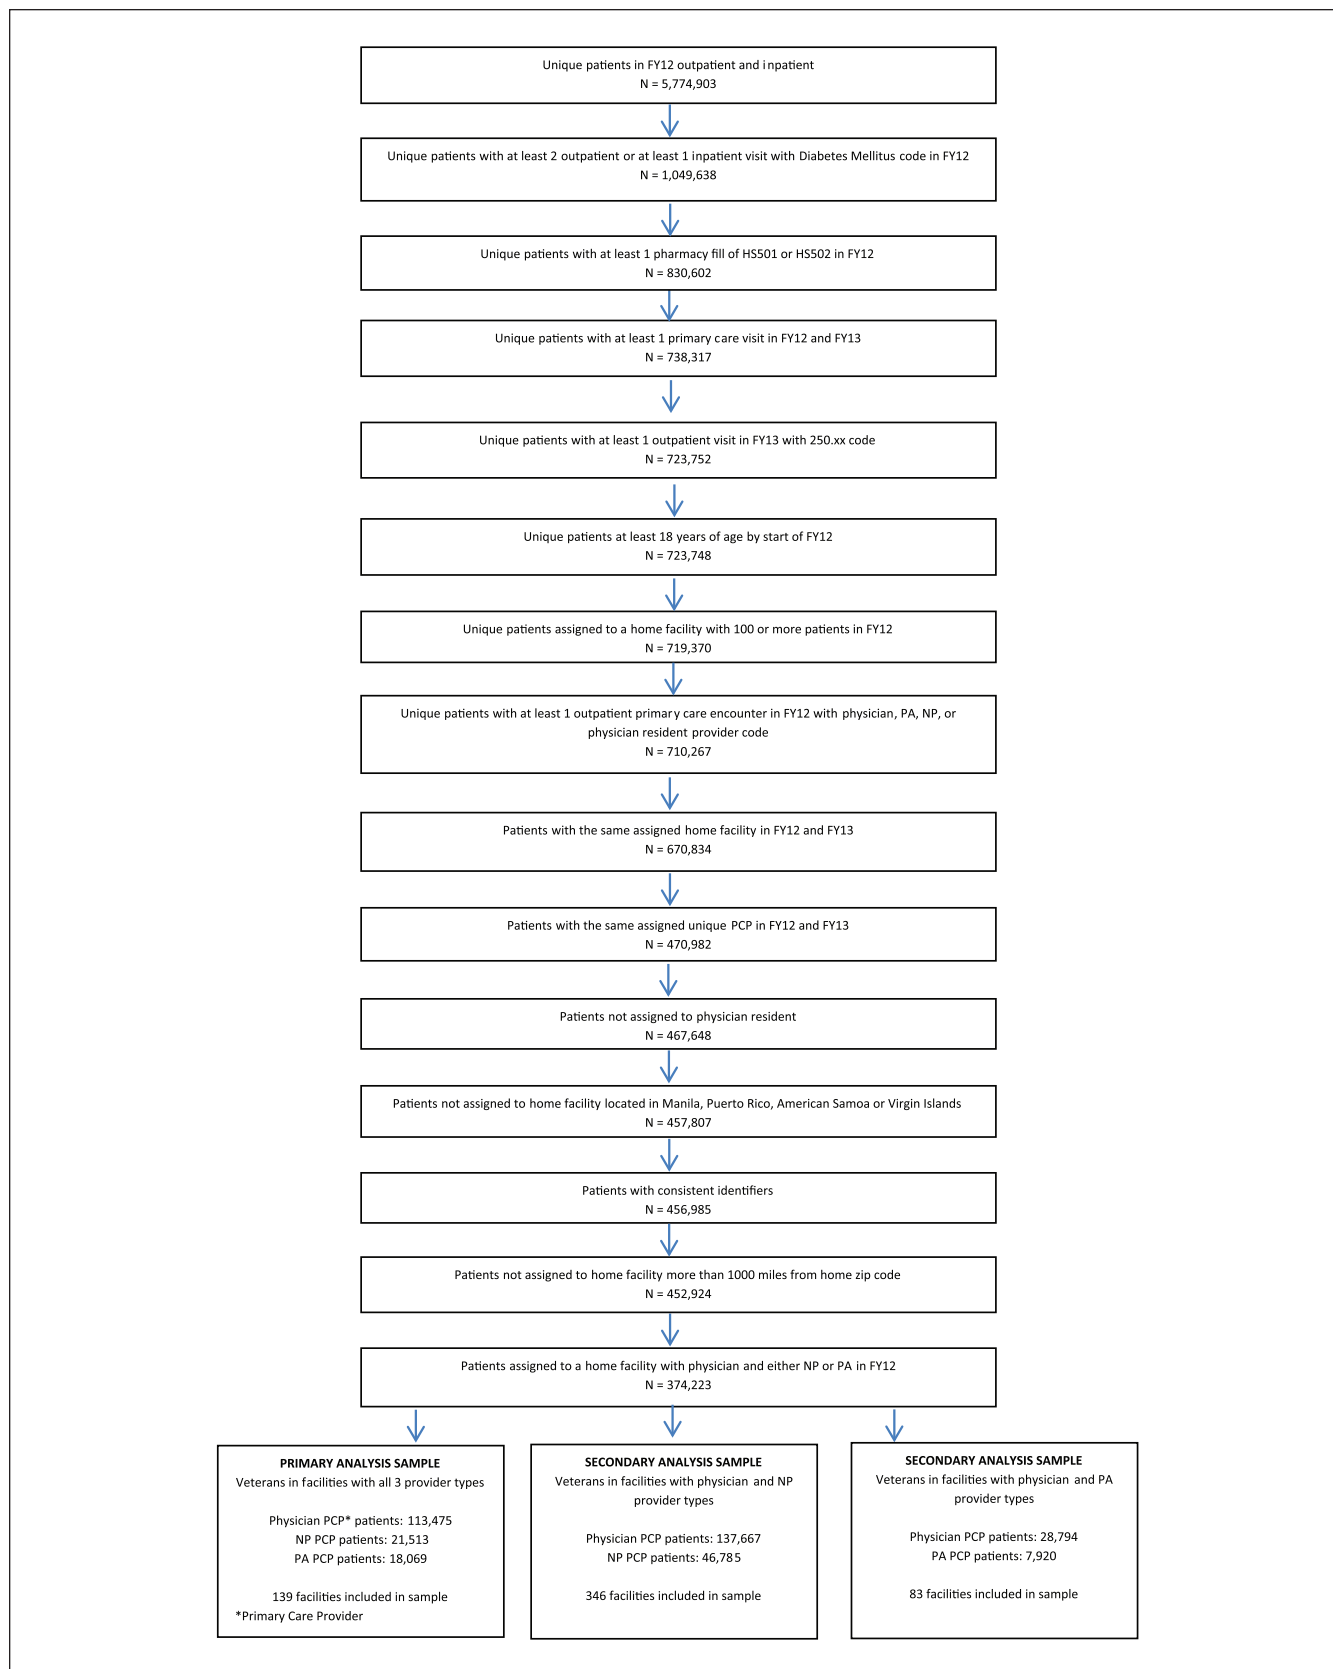 Unique patients in FY12 outpatient and inpatient
N = 5,774,903
Unique patients with at least 2 outpatient or at least 1 inpatient visit with Diabetes Mellitus code in FY12
N = 1,049,638
Unique patients with at least 1 pharmacy fill of HS501 or HS502 in FY12
N = 830,602
Unique patients with at least 1 primary care visit in FY12 and FY13
N = 738,317
Unique patients with at least 1 outpatient visit in FY13 with 250.xx code
N = 723,752
Unique patients at least 18 years of age by start of FY12
N = 723,748
Unique patients assigned to a home facility with 100 or more patients in FY12
N = 719,370
Unique patients with at least 1 outpatient primary care encounter in FY12 with physician, PA, NP, or
physician resident provider code
N = 710,267
Patients with the same assigned home facility in FY12 and FY13
N = 670,834
Patients with the same assigned unique PCP in FY12 and FY13
N = 470,982
Patients not assigned to physician resident
N = 467,648
Patients not assigned to home facility located in Manila, Puerto Rico, American Samoa or Virgin Islands
N = 457,807
Patients with consistent identifiers
N = 456,985
Patients not assigned to home facility more than 1000 miles from home zip code
N = 452,924
Patients assigned to a home facility with physician and either NP or PA in FY12
N = 374,223
PRIMARY ANALYSIS SAMPLE
Veterans in facilities with all 3 provider types
Physician PCP* patients: 113,475
NP PCP patients: 21,513
PA PCP patients: 18,069
139 facilities included in sample
*Primary Care Provider
SECONDARY ANALYSIS SAMPLE
Veterans in facilities with physician and NP
provider types
Physician PCP patients: 137,667
NP PCP patients: 46,785
346 facilities included in sample
SECONDARY ANALYSIS SAMPLE
Veterans in facilities with physician and PA
provider types
Physician PCP patients: 28,794
PA PCP patients: 7,920
83 facilities included in sample